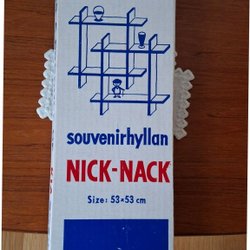 souvenirhyllan
NICK-NACK
Size: 53×53 cm